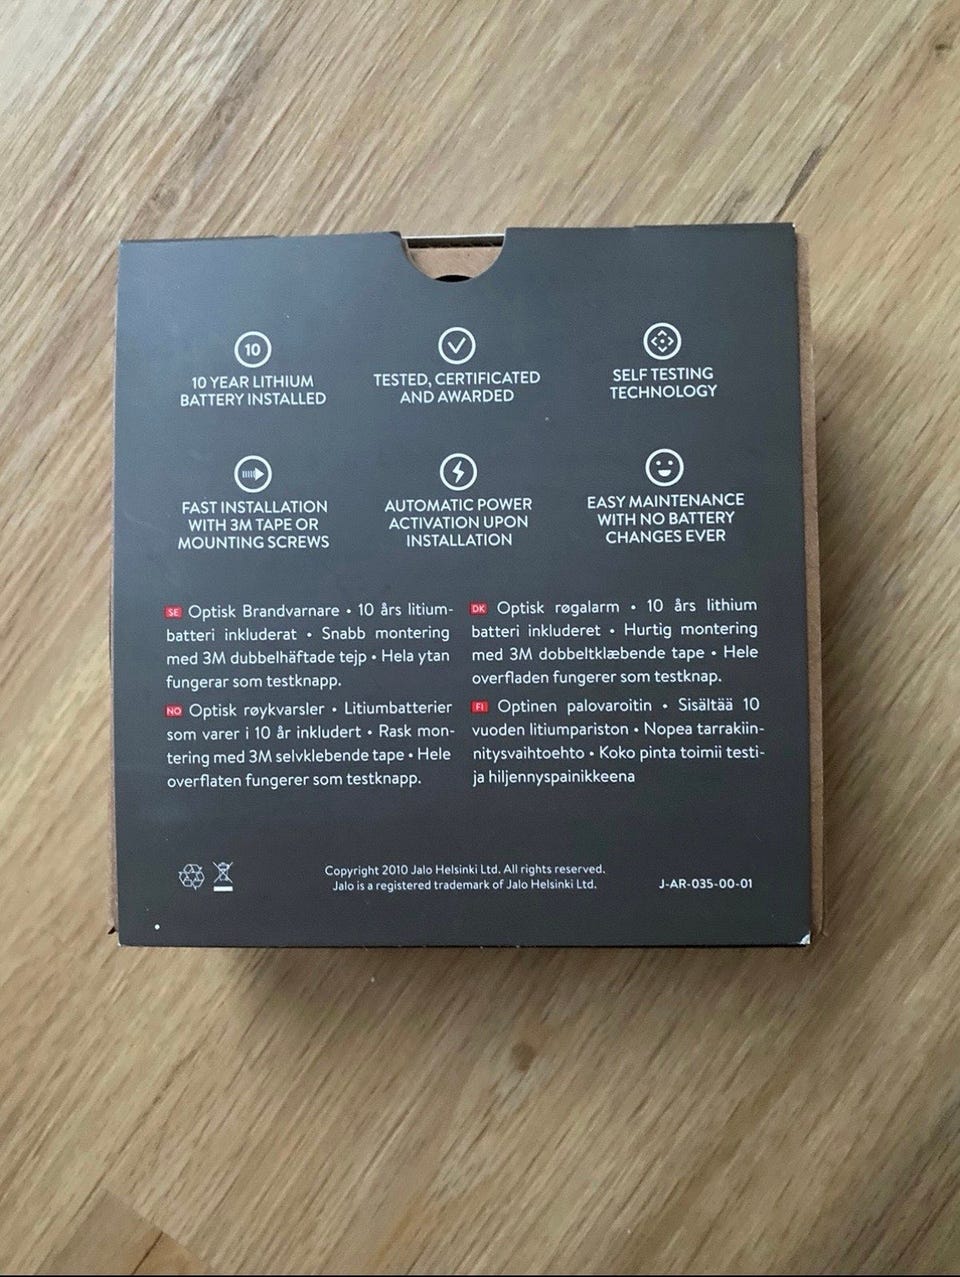 10
10 YEAR LITHIUM
BATTERY INSTALLED
TESTED, CERTIFICATED
AND AWARDED
SELF TESTING
TECHNOLOGY
FAST INSTALLATION
WITH 3M TAPE OR
MOUNTING SCREWS
AUTOMATIC POWER
ACTIVATION UPON
INSTALLATION
EASY MAINTENANCE
WITH NO BATTERY
CHANGES EVER
SE Optisk Brandvarnare • 10 års litium-
batteri inkluderat • Snabb montering
med 3M dubbelhäftade tejp • Hela ytan
fungerar som testknapp.
NO Optisk røykvarsler • Litiumbatterier
som varer i 10 år inkludert • Rask mon-
tering med 3M selvklebende tape • Hele
overflaten fungerer som testknapp.
DK Optisk røgalarm • 10 års lithium
batteri inkluderet • Hurtig montering
med 3M dobbeltklæbende tape • Hele
overfladen fungerer som testknap.
FI Optinen palovaroitin • Sisältää 10
vuoden litiumpariston • Nopea tarrakiin-
nitysvaihtoehto • Koko pinta toimii testi-
ja hiljennyspainikkeena
Copyright 2010 Jalo Helsinki Ltd. All rights reserved.
Jalo is a registered trademark of Jalo Helsinki Ltd.
J-AR-035-00-01